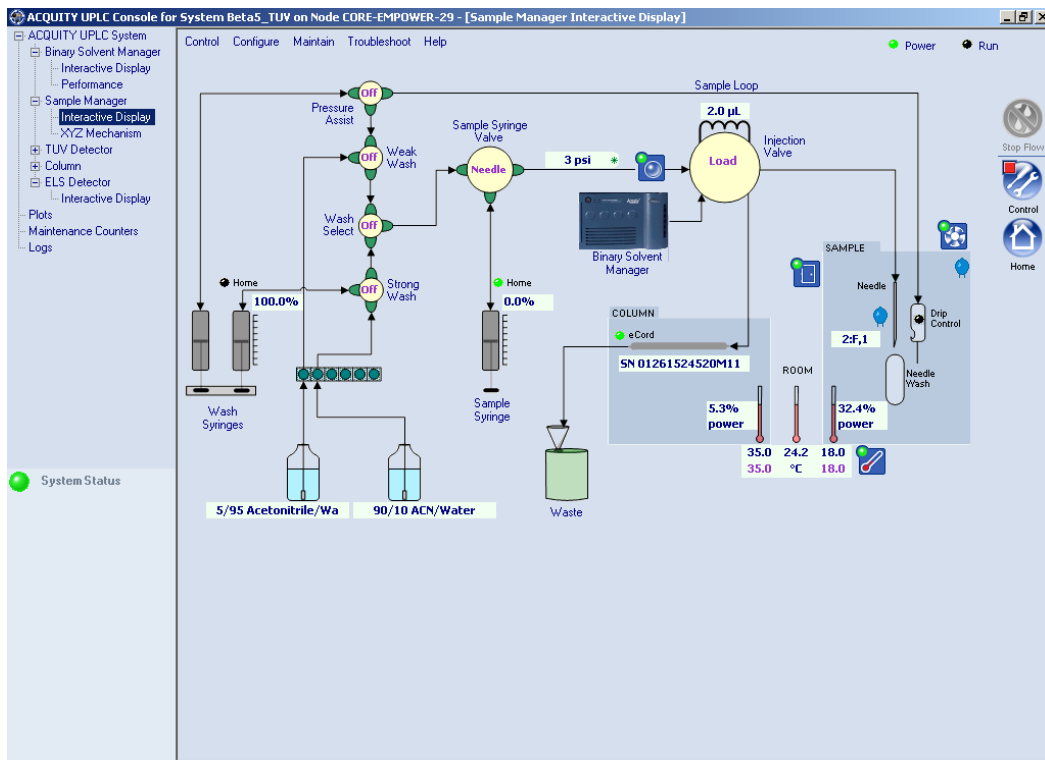 ACQUITY UPLC Console for System Beta5_TUV on Node CORE-EMPOWER-29 - [Sample Manager Interactive Display]
ACQUITY UPLC System
Binary Solvent Manager
Interactive Display
Performance
Sample Manager
Interactive Display
XYZ Mechanism
TUV Detector
Column
ELS Detector
Interactive Display
Plots
Maintenance Counters
Logs
System Status
Control Configure Maintain Troubleshoot Help
Power Run
Off
Pressure
Assist
Off
Weak
Wash
Wash
Select
Off
Off
Strong
Wash
Home
100.0%
Wash
Syringes
5/95 Acetonitrile/Wa
90/10 ACN/Water
Sample Syringe
Valve
Needle
Home
0.0%
Sample
Syringe
3 psi *
Sample Loop
2.0 µL
Load
Injection
Valve
Binary Solvent
Manager
COLUMN
eCord
SN 01261524520M11
5.3%
power
Waste
ROOM
35.0 24.2 18.0
35.0 °C 18.0
SAMPLE
Needle
2:F,1
Drip
Control
Needle
Wash
32.4%
power
Stop Flow
Control
Home